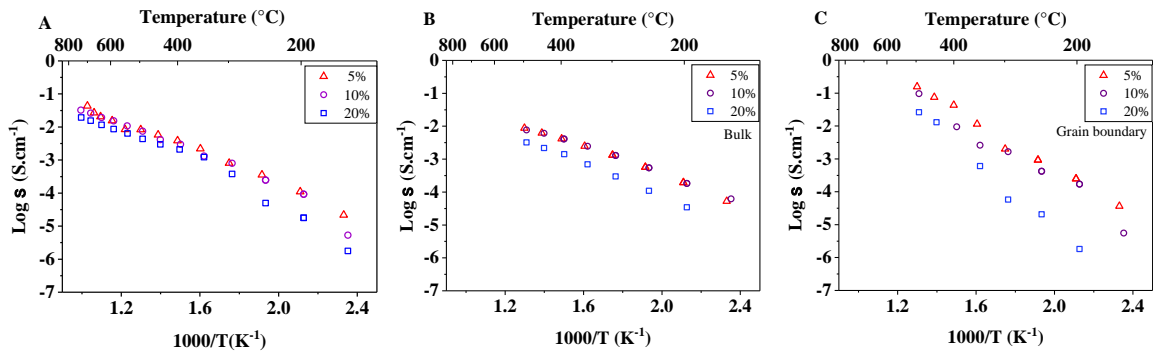 A
Temperature (°C)
800 600 400 200
0
-1
-2
-3
-4
-5
-6
-7
Log s (S.cm⁻¹)
5%
10%
20%
1.2 1.6 2.0 2.4
1000/T(K⁻¹)
B
Temperature (°C)
800 600 400 200
0
-1
-2
-3
-4
-5
-6
-7
Log s (S.cm⁻¹)
5%
10%
20%
Bulk
1.2 1.6 2.0 2.4
1000/T (K⁻¹)
C
Temperature (°C)
800 600 400 200
0
-1
-2
-3
-4
-5
-6
-7
Log s (S.cm⁻¹)
5%
10%
20%
Grain boundary
1.2 1.6 2.0 2.4
1000/T (K⁻¹)